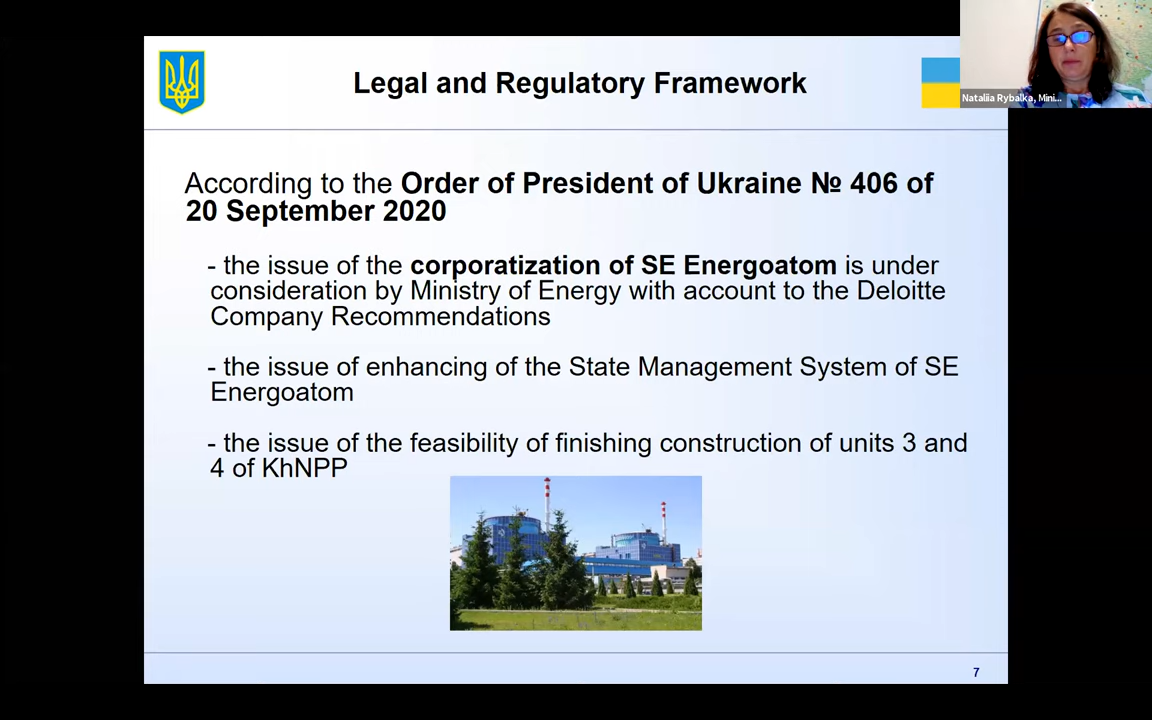 Legal and Regulatory Framework
Nataliia Rybalka, Mini...
According to the Order of President of Ukraine № 406 of
20 September 2020
- the issue of the corporatization of SE Energoatom is under
consideration by Ministry of Energy with account to the Deloitte
Company Recommendations
- the issue of enhancing of the State Management System of SE
Energoatom
- the issue of the feasibility of finishing construction of units 3 and
4 of KhNPP
7